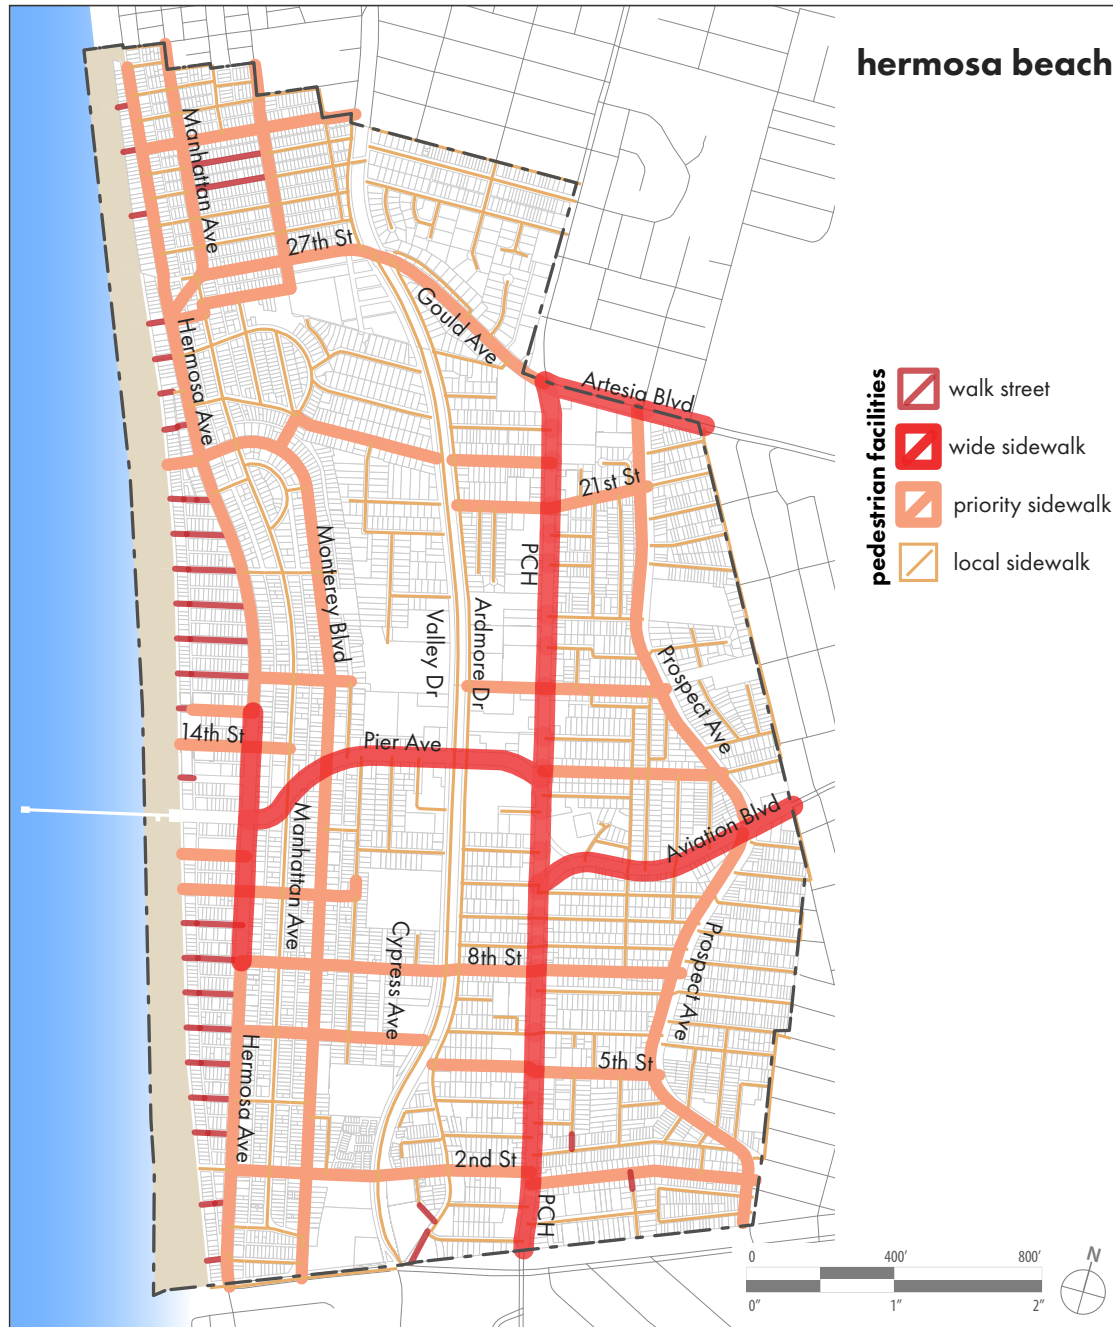 hermosa beach
Manhattan Ave
27th St
Gould Ave
Hermosa Ave
Artesia Blvd
pedestrian facilities
walk street
wide sidewalk
priority sidewalk
local sidewalk
21st St
PCH
Monterey Blvd
Valley Dr
Ardmore Dr
Prospect Ave
14th St
Pier Ave
Manhattan Ave
Aviation Blvd
Cypress Ave
8th St
Prospect Ave
Hermosa Ave
5th St
2nd St
PCH
0 400' 800'
0" 1" 2"
N